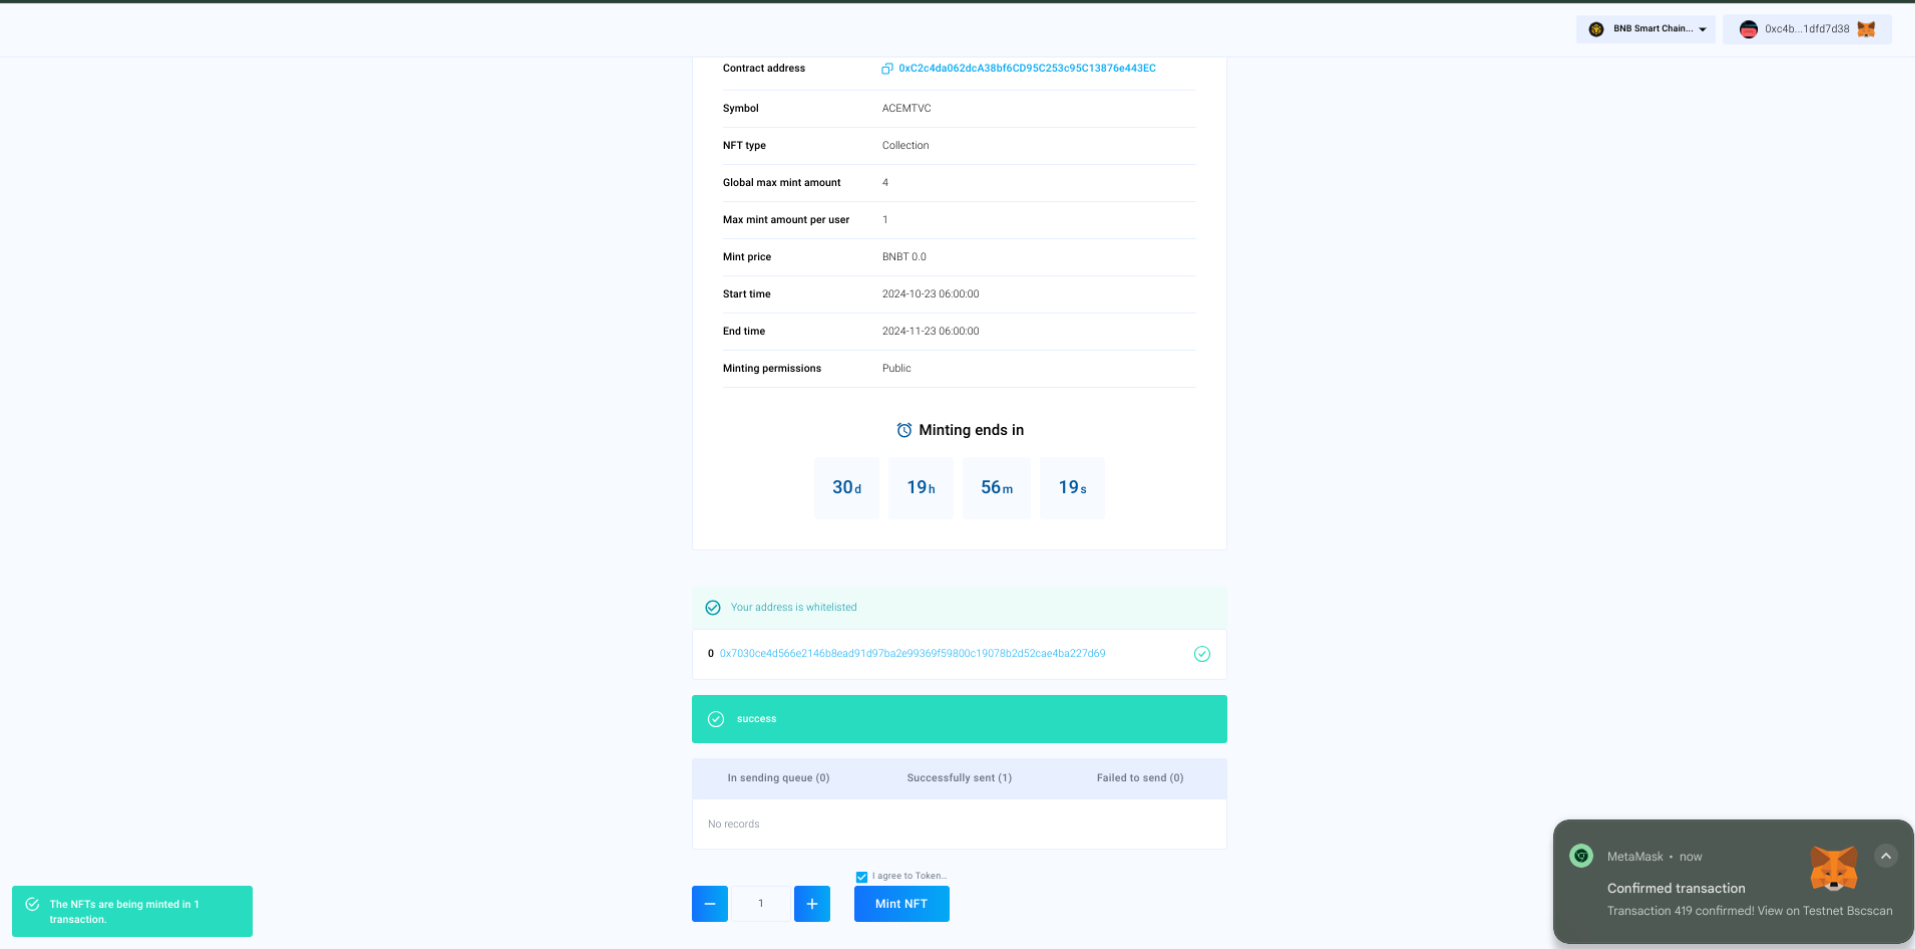 BNB Smart Chain...
0xc4b...1dfd7d38
Contract address 0xC2c4da062dcA38bf6CD95C253c95C13876e443EC
Symbol ACEMTVC
NFT type Collection
Global max mint amount 4
Max mint amount per user 1
Mint price BNBT 0.0
Start time 2024-10-23 06:00:00
End time 2024-11-23 06:00:00
Minting permissions Public
Minting ends in
30d 19h 56m 19s
Your address is whitelisted
0 0x7030ce4d566e2146b8ead91d97ba2e99369f59800c19078b2d52cae4ba227d69
success
In sending queue (0) Successfully sent (1) Failed to send (0)
No records
I agree to Token...
− 1 + Mint NFT
The NFTs are being minted in 1
transaction.
MetaMask • now
Confirmed transaction
Transaction 419 confirmed! View on Testnet Bscscan